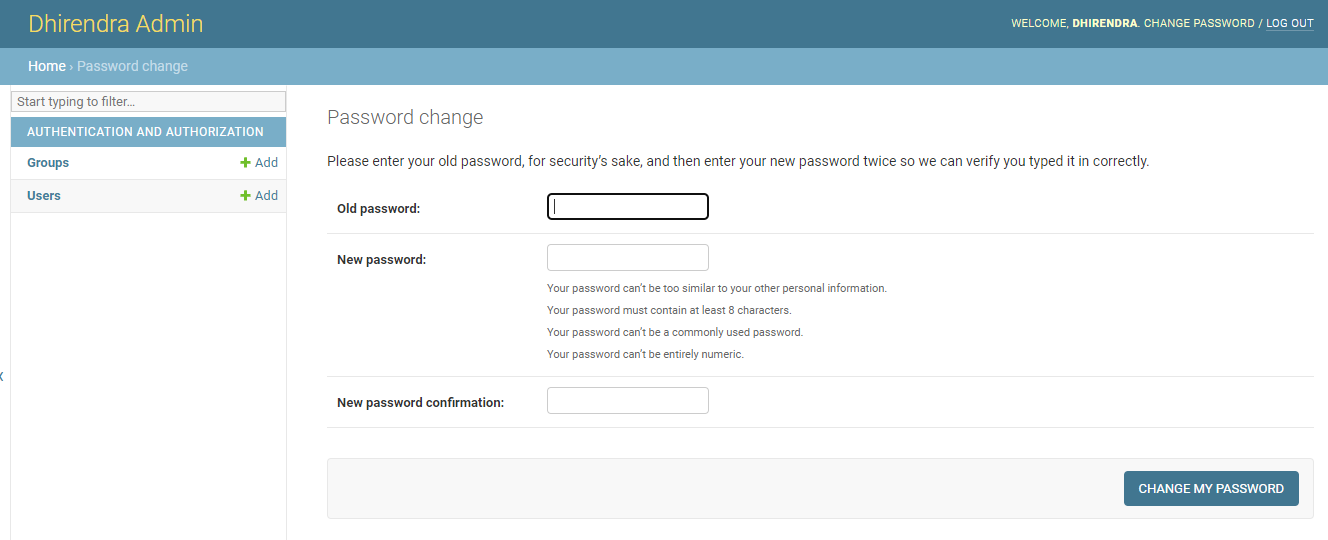 Dhirendra Admin
WELCOME, DHIRENDRA. CHANGE PASSWORD / LOG OUT
Home › Password change
Start typing to filter...
AUTHENTICATION AND AUTHORIZATION
Groups
+ Add
Users
+ Add
Password change
Please enter your old password, for security’s sake, and then enter your new password twice so we can verify you typed it in correctly.
Old password:
New password:
Your password can’t be too similar to your other personal information.
Your password must contain at least 8 characters.
Your password can’t be a commonly used password.
Your password can’t be entirely numeric.
New password confirmation:
CHANGE MY PASSWORD